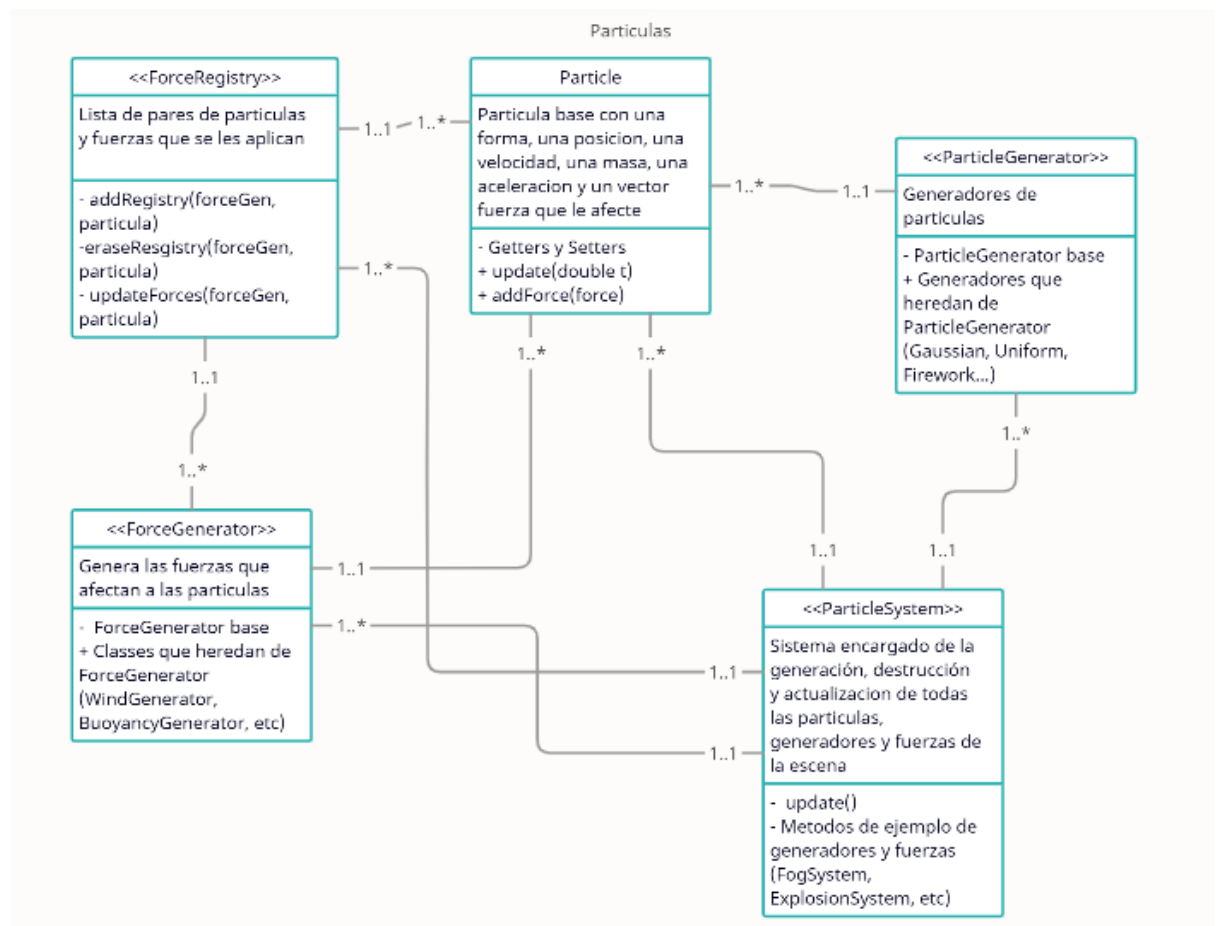 Particulas
<<ForceRegistry>>
Lista de pares de particulas
y fuerzas que se les aplican
- addRegistry(forceGen,
particula)
-eraseResgistry(forceGen,
particula)
- updateForces(forceGen,
particula)
1..1
1..*
Particle
Particula base con una
forma, una posicion, una
velocidad, una masa, una
aceleracion y un vector
fuerza que le afecte
- Getters y Setters
+ update(double t)
+ addForce(force)
1..*
1..1
<<ParticleGenerator>>
Generadores de
particulas
- ParticleGenerator base
+ Generadores que
heredan de
ParticleGenerator
(Gaussian, Uniform,
Firework...)
1..*
1..1
1..*
1..*
1..*
1..*
<<ForceGenerator>>
Genera las fuerzas que
afectan a las particulas
- ForceGenerator base
+ Classes que heredan de
ForceGenerator
(WindGenerator,
BuoyancyGenerator, etc)
1..1
1..*
1..1
1..1
1..1
1..1
<<ParticleSystem>>
Sistema encargado de la
generación, destrucción
y actualizacion de todas
las particulas,
generadores y fuerzas de
la escena
- update()
- Metodos de ejemplo de
generadores y fuerzas
(FogSystem,
ExplosionSystem, etc)